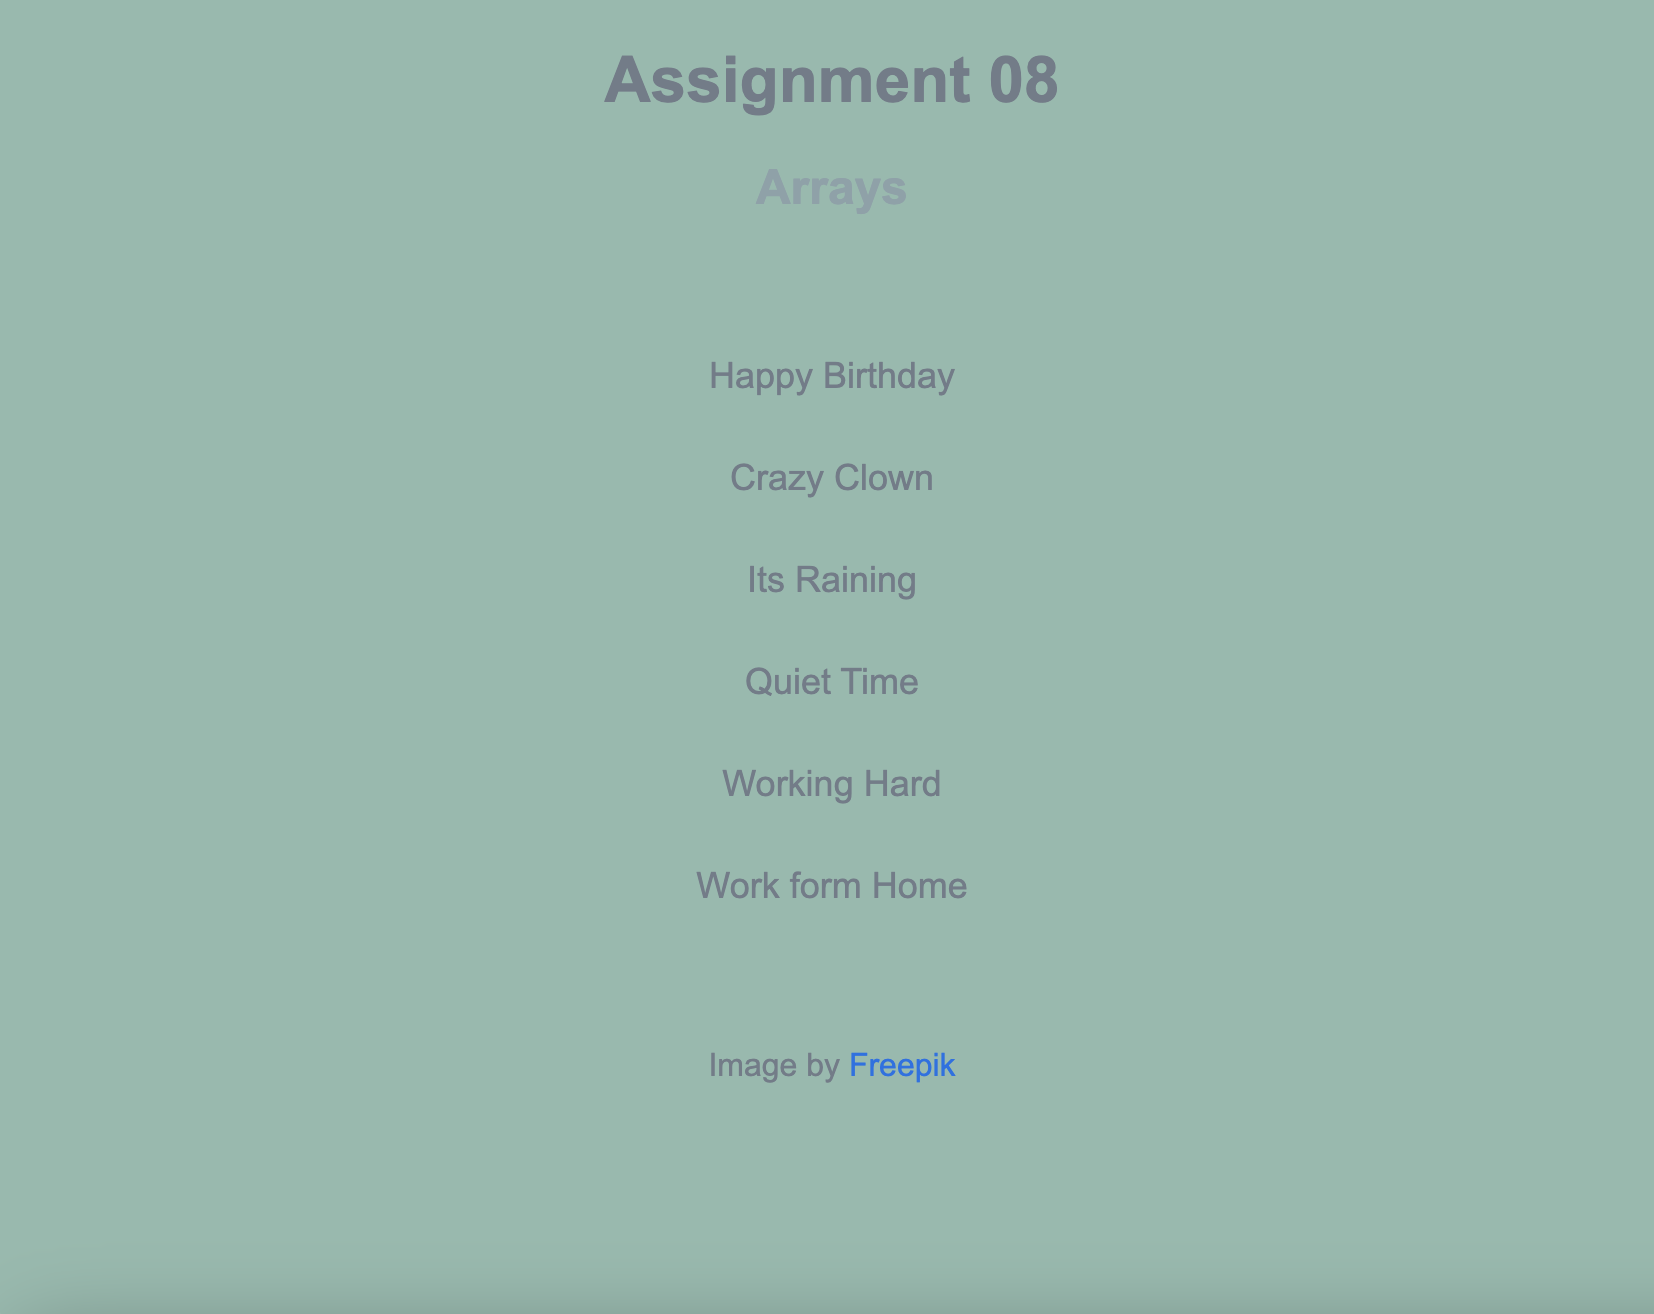 Assignment 08
Arrays
Happy Birthday
Crazy Clown
Its Raining
Quiet Time
Working Hard
Work form Home
Image by Freepik